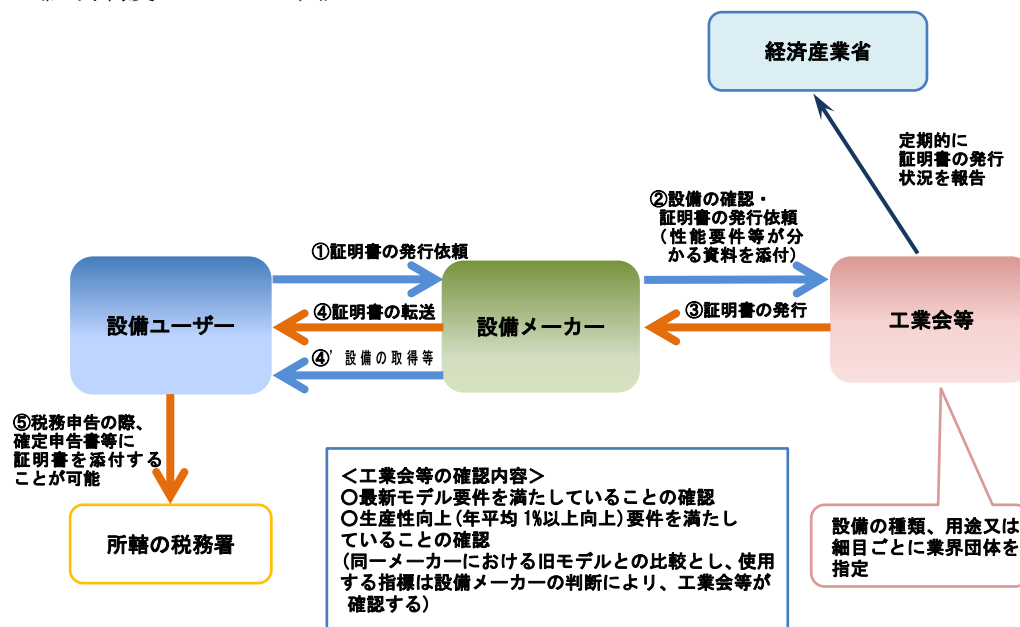 経済産業省
定期的に
証明書の発行
状況を報告
②設備の確認・
証明書の発行依頼
(性能要件等が分
かる資料を添付)
①証明書の発行依頼
設備ユーザー
④証明書の転送
設備メーカー
③証明書の発行
工業会等
④’設備の取得等
⑤税務申告の際、
確定申告書等に
証明書を添付する
ことが可能
所轄の税務署
<工業会等の確認内容>
○最新モデル要件を満たしていることの確認
○生産性向上(年平均1%以上向上)要件を満たし
ていることの確認
(同一メーカーにおける旧モデルとの比較とし、使用
する指標は設備メーカーの判断によリ、工業会等が
確認する)
設備の種類、用途又は
細目ごとに業界団体を
指定